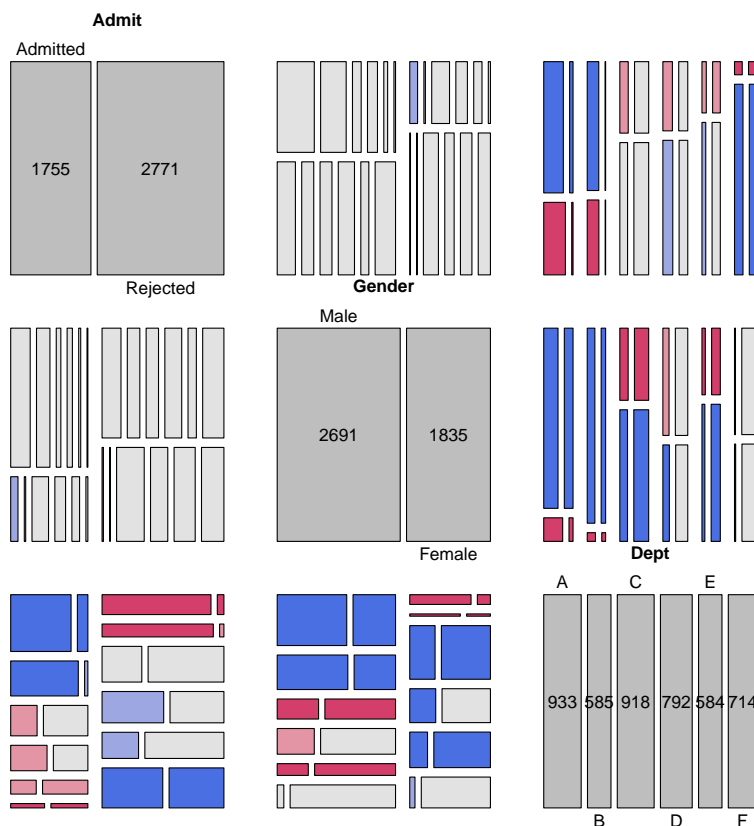 Admit
Admitted
1755 2771
Rejected
Gender
Male
2691 1835
Female
Dept
A C E
933 585 918 792 584 714
B D F